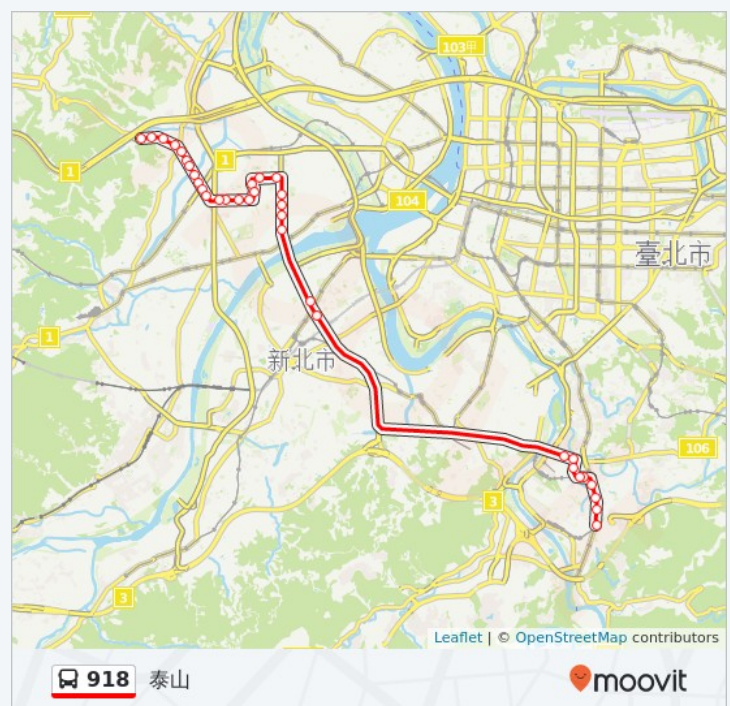 103甲
1
1
104
臺北市
1
新北市
106
3
3
Leaflet | © OpenStreetMap contributors
918 泰山 moovit